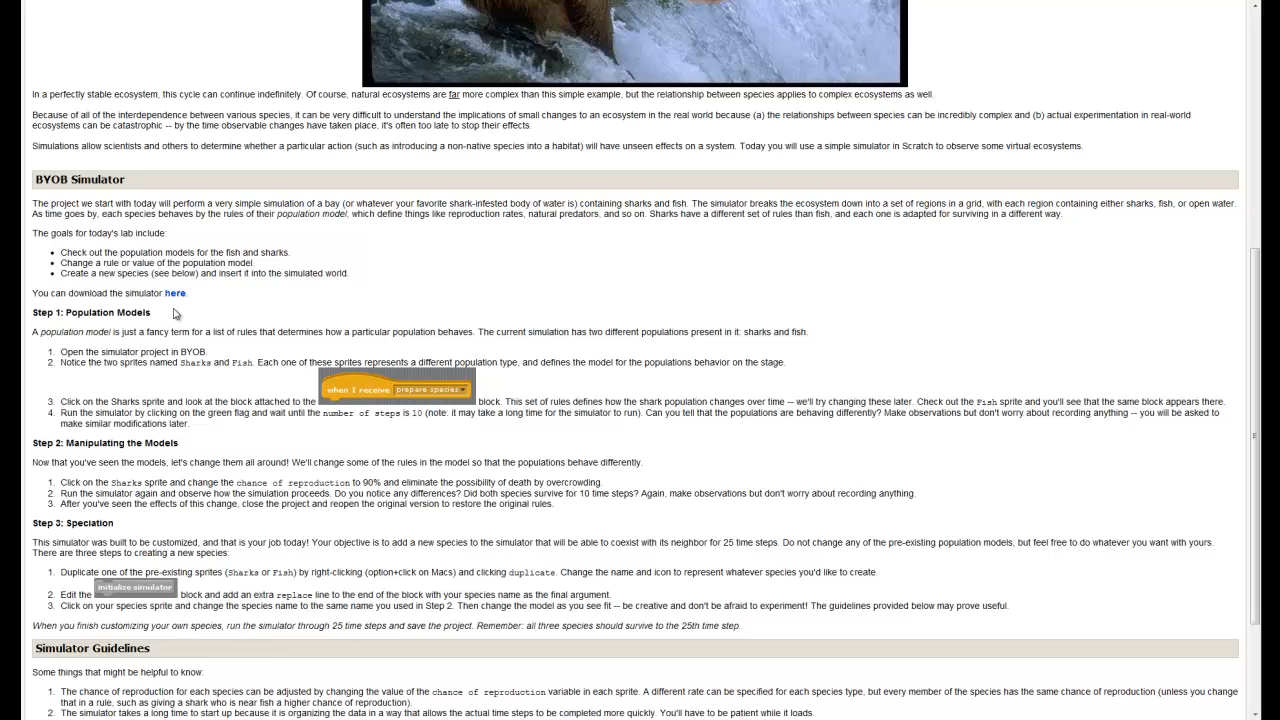 In a perfectly stable ecosystem, this cycle can continue indefinitely. Of course, natural ecosystems are far more complex than this simple example, but the relationship between species applies to complex ecosystems as well.
Because of all of the interdependence between various species, it can be very difficult to understand the implications of small changes to an ecosystem in the real world because (a) the relationships between species can be incredibly complex and (b) actual experimentation in real-world
ecosystems can be catastrophic -- by the time observable changes have taken place, it's often too late to stop their effects.
Simulations allow scientists and others to determine whether a particular action (such as introducing a non-native species into a habitat) will have unseen effects on a system. Today you will use a simple simulator in Scratch to observe some virtual ecosystems.
BYOB Simulator
The project we start with today will perform a very simple simulation of a bay (or whatever your favorite shark-infested body of water is) containing sharks and fish. The simulator breaks the ecosystem down into a set of regions in a grid, with each region containing either sharks, fish, or open water.
As time goes by, each species behaves by the rules of their population model, which define things like reproduction rates, natural predators, and so on. Sharks have a different set of rules than fish, and each one is adapted for surviving in a different way.
The goals for today's lab include:
• Check out the population models for the fish and sharks.
• Change a rule or value of the population model.
• Create a new species (see below) and insert it into the simulated world.
You can download the simulator here.
Step 1: Population Models
A population model is just a fancy term for a list of rules that determines how a particular population behaves. The current simulation has two different populations present in it: sharks and fish.
1. Open the simulator project in BYOB.
2. Notice the two sprites named Sharks and Fish. Each one of these sprites represents a different population type, and defines the model for the populations behavior on the stage.
3. Click on the Sharks sprite and look at the block attached to the when I receive prepare species block. This set of rules defines how the shark population changes over time -- we'll try changing these later. Check out the Fish sprite and you'll see that the same block appears there.
4. Run the simulator by clicking on the green flag and wait until the number of steps is 10 (note: it may take a long time for the simulator to run). Can you tell that the populations are behaving differently? Make observations but don't worry about recording anything -- you will be asked to
make similar modifications later.
Step 2: Manipulating the Models
Now that you've seen the models, let's change them all around! We'll change some of the rules in the model so that the populations behave differently.
1. Click on the Sharks sprite and change the chance of reproduction to 90% and eliminate the possibility of death by overcrowding.
2. Run the simulator again and observe how the simulation proceeds. Do you notice any differences? Did both species survive for 10 time steps? Again, make observations but don't worry about recording anything.
3. After you've seen the effects of this change, close the project and reopen the original version to restore the original rules.
Step 3: Speciation
This simulator was built to be customized, and that is your job today! Your objective is to add a new species to the simulator that will be able to coexist with its neighbor for 25 time steps. Do not change any of the pre-existing population models, but feel free to do whatever you want with yours.
There are three steps to creating a new species:
1. Duplicate one of the pre-existing sprites (Sharks or Fish) by right-clicking (option+click on Macs) and clicking duplicate. Change the name and icon to represent whatever species you'd like to create.
2. Edit the initialize simulator block and add an extra replace line to the end of the block with your species name as the final argument.
3. Click on your species sprite and change the species name to the same name you used in Step 2. Then change the model as you see fit -- be creative and don't be afraid to experiment! The guidelines provided below may prove useful.
When you finish customizing your own species, run the simulator through 25 time steps and save the project. Remember: all three species should survive to the 25th time step.
Simulator Guidelines
Some things that might be helpful to know:
1. The chance of reproduction for each species can be adjusted by changing the value of the chance of reproduction variable in each sprite. A different rate can be specified for each species type, but every member of the species has the same chance of reproduction (unless you change
that in a rule, such as giving a shark who is near fish a higher chance of reproduction).
2. The simulator takes a long time to start up because it is organizing the data in a way that allows the actual time steps to be completed more quickly. You'll have to be patient while it loads.